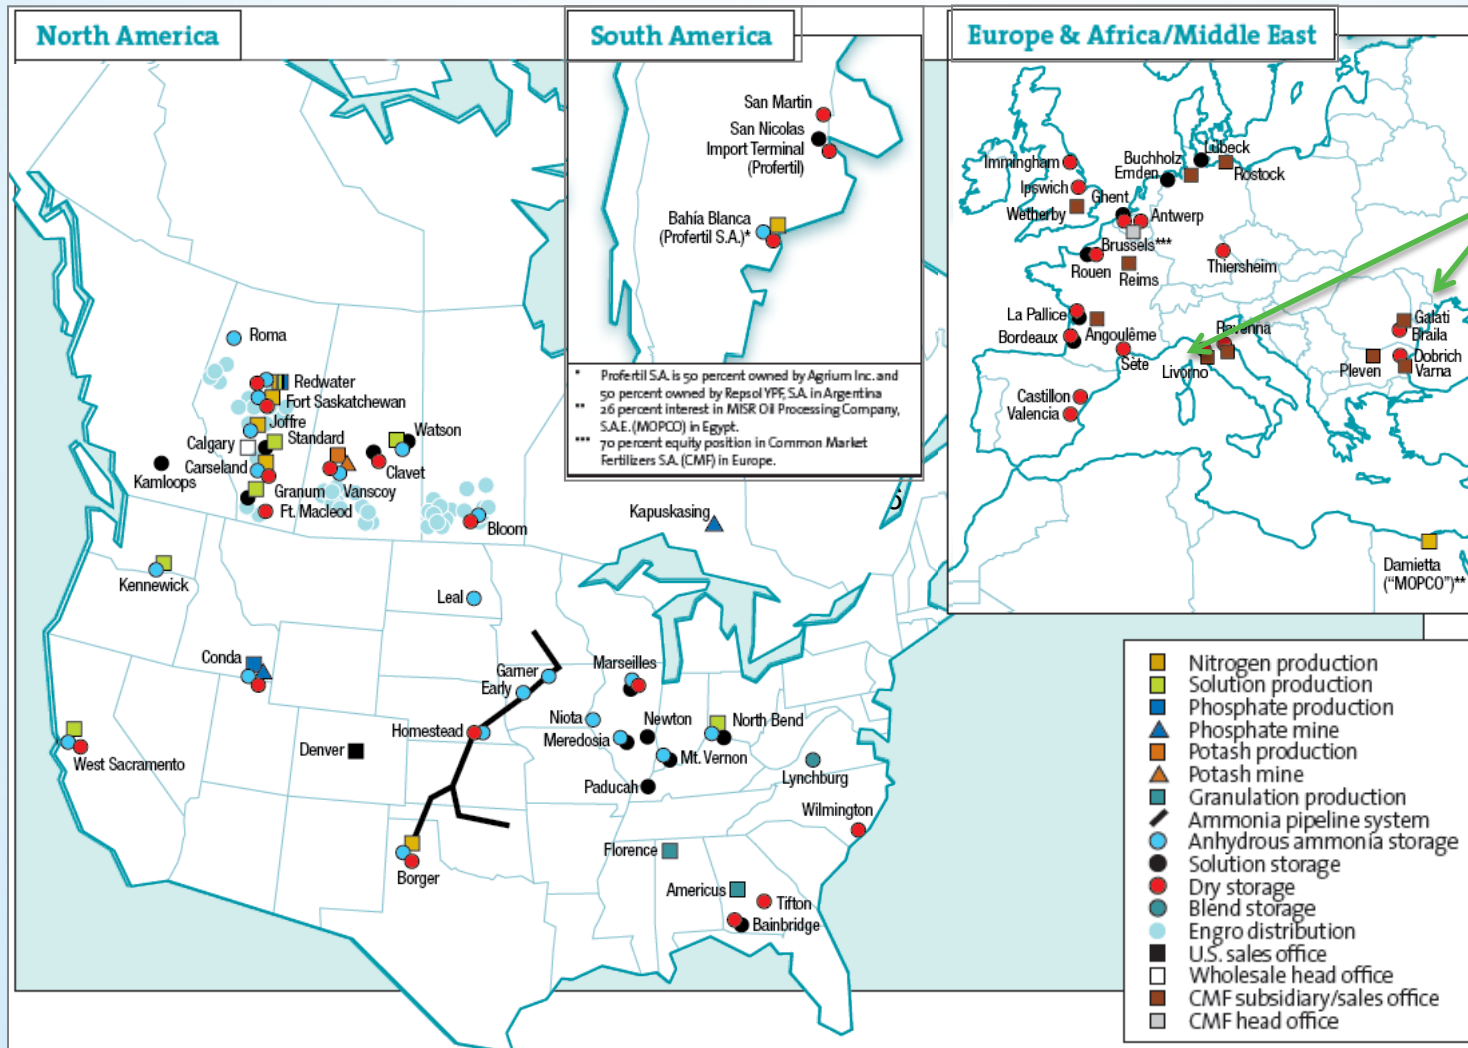 North America
South America
Europe & Africa/Middle East
Roma
Redwater
Fort Saskatchewan
Joffre
Calgary
Standard
Carseland
Kamloops
Granum
Ft. Macleod
Vanscoy
Watson
Clavet
Bloom
Kapuskasing
Kennewick
Leal
Conda
Garner
Early
Marseilles
Niota
Newton
North Bend
Homestead
Meredosia
Mt. Vernon
Denver
West Sacramento
Paducah
Lynchburg
Wilmington
Florence
Borger
Americus
Tifton
Bainbridge
San Martin
San Nicolas
Import Terminal
(Profertil)
Bahía Blanca
(Profertil S.A.)*
* Profertil S.A. is 50 percent owned by Agrium Inc. and
50 percent owned by Repsol YPF, S.A. in Argentina
** 26 percent interest in MISR Oil Processing Company,
S.A.E. (MOPCO) in Egypt.
*** 70 percent equity position in Common Market
Fertilizers S.A. (CMF) in Europe.
Immingham
Ipswich
Wetherby
Buchholz
Emden
Lübeck
Rostock
Ghent
Antwerp
Brussels***
Rouen
Reims
Thiersheim
La Pallice
Bordeaux
Angoulême
Sète
Ravenna
Livorno
Castillon
Valencia
Galati
Braila
Dobrich
Varna
Pleven
Damietta
("MOPCO")**
Nitrogen production
Solution production
Phosphate production
Phosphate mine
Potash production
Potash mine
Granulation production
Ammonia pipeline system
Anhydrous ammonia storage
Solution storage
Dry storage
Blend storage
Engro distribution
U.S. sales office
Wholesale head office
CMF subsidiary/sales office
CMF head office